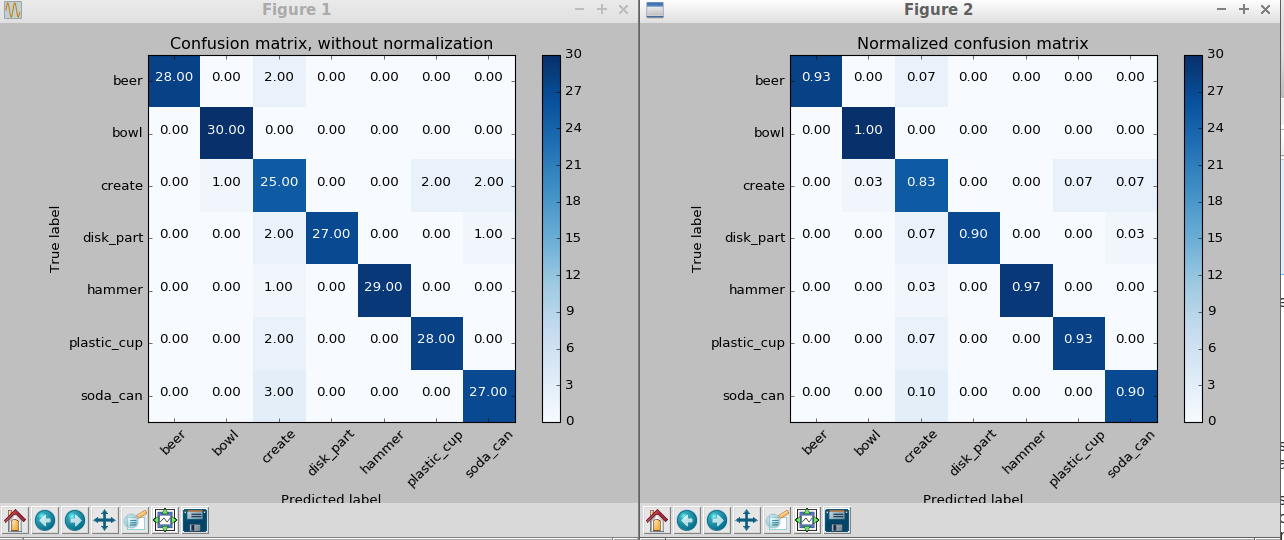 Figure 1
Confusion matrix, without normalization
beer 28.00 0.00 2.00 0.00 0.00 0.00 0.00
bowl 0.00 30.00 0.00 0.00 0.00 0.00 0.00
create 0.00 1.00 25.00 0.00 0.00 2.00 2.00
disk_part 0.00 0.00 2.00 27.00 0.00 0.00 1.00
hammer 0.00 0.00 1.00 0.00 29.00 0.00 0.00
plastic_cup 0.00 0.00 2.00 0.00 0.00 28.00 0.00
soda_can 0.00 0.00 3.00 0.00 0.00 0.00 27.00
True label
beer bowl create disk_part hammer plastic_cup soda_can
Predicted label
30
27
24
21
18
15
12
9
6
3
0
Figure 2
Normalized confusion matrix
beer 0.93 0.00 0.07 0.00 0.00 0.00 0.00
bowl 0.00 1.00 0.00 0.00 0.00 0.00 0.00
create 0.00 0.03 0.83 0.00 0.00 0.07 0.07
disk_part 0.00 0.00 0.07 0.90 0.00 0.00 0.03
hammer 0.00 0.00 0.03 0.00 0.97 0.00 0.00
plastic_cup 0.00 0.00 0.07 0.00 0.00 0.93 0.00
soda_can 0.00 0.00 0.10 0.00 0.00 0.00 0.90
True label
beer bowl create disk_part hammer plastic_cup soda_can
Predicted label
30
27
24
21
18
15
12
9
6
3
0